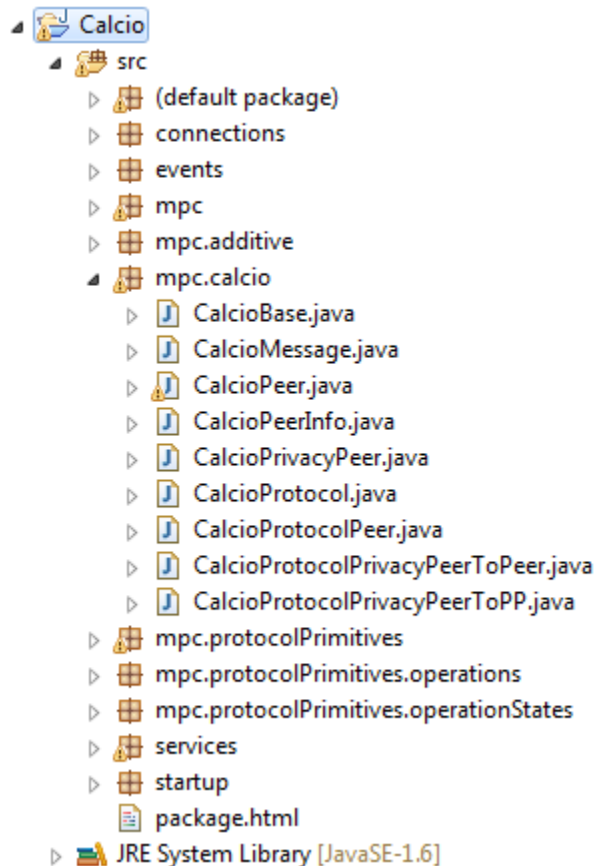 Calcio
src
(default package)
connections
events
mpc
mpc.additive
mpc.calcio
CalcioBase.java
CalcioMessage.java
CalcioPeer.java
CalcioPeerInfo.java
CalcioPrivacyPeer.java
CalcioProtocol.java
CalcioProtocolPeer.java
CalcioProtocolPrivacyPeerToPeer.java
CalcioProtocolPrivacyPeerToPP.java
mpc.protocolPrimitives
mpc.protocolPrimitives.operations
mpc.protocolPrimitives.operationStates
services
startup
package.html
JRE System Library [JavaSE-1.6]